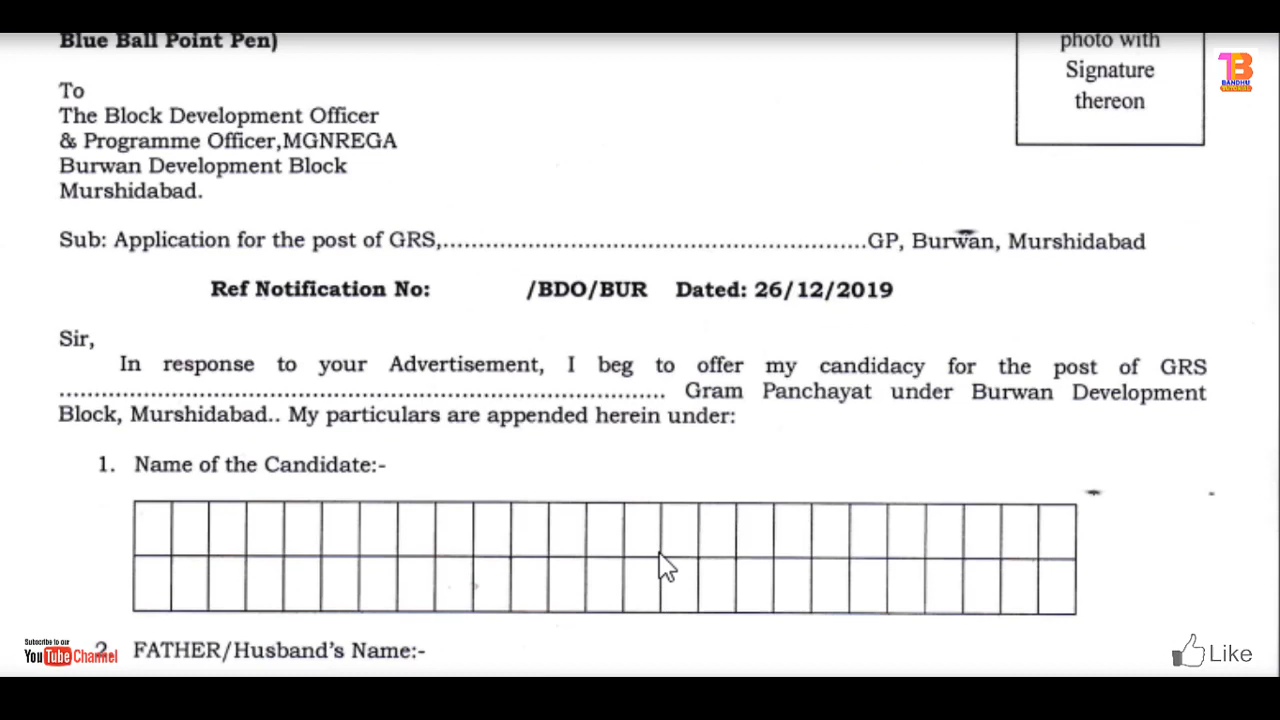 Blue Ball Point Pen)
photo with
Signature
thereon
BANDHU
To
The Block Development Officer
& Programme Officer,MGNREGA
Burwan Development Block
Murshidabad.
Sub: Application for the post of GRS,...........................................................GP, Burwan, Murshidabad
Ref Notification No: /BDO/BUR Dated: 26/12/2019
Sir,
In response to your Advertisement, I beg to offer my candidacy for the post of GRS
..................................................................................... Gram Panchayat under Burwan Development
Block, Murshidabad.. My particulars are appended herein under:
1. Name of the Candidate:-
2. FATHER/Husband's Name:-
Subscribe to our
YouTube Channel
Like